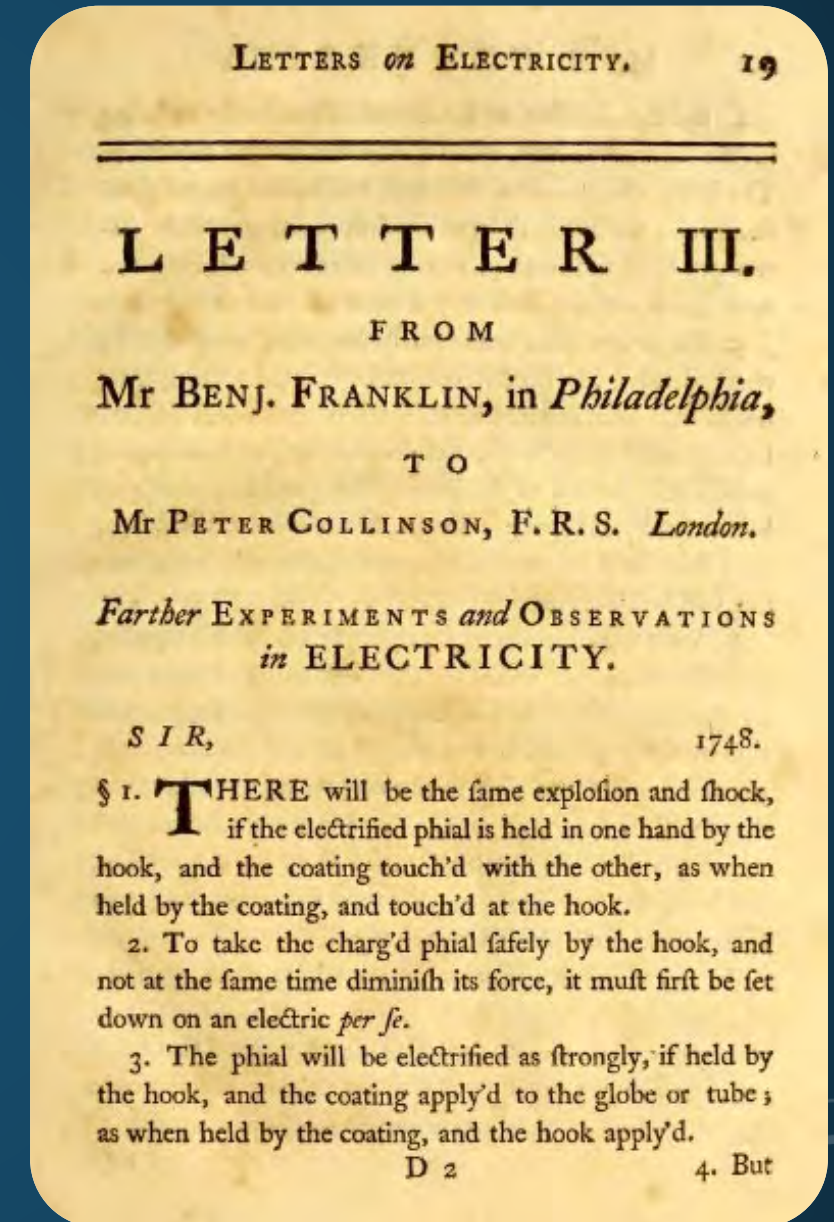 LETTERS on ELECTRICITY. 19
LETTER III.
FROM
Mr BENJ. FRANKLIN, in Philadelphia,
TO
Mr PETER COLLINSON, F. R. S. London.
Farther EXPERIMENTS and OBSERVATIONS
in ELECTRICITY.
SIR, 1748.
§ 1. THERE will be the ſame exploſion and ſhock,
if the electrified phial is held in one hand by the
hook, and the coating touch'd with the other, as when
held by the coating, and touch'd at the hook.
2. To take the charg'd phial ſafely by the hook, and
not at the ſame time diminiſh its force, it muſt firſt be ſet
down on an electric per ſe.
3. The phial will be electrified as ſtrongly, if held by
the hook, and the coating apply'd to the globe or tube;
as when held by the coating, and the hook apply'd.
D 2 4. But